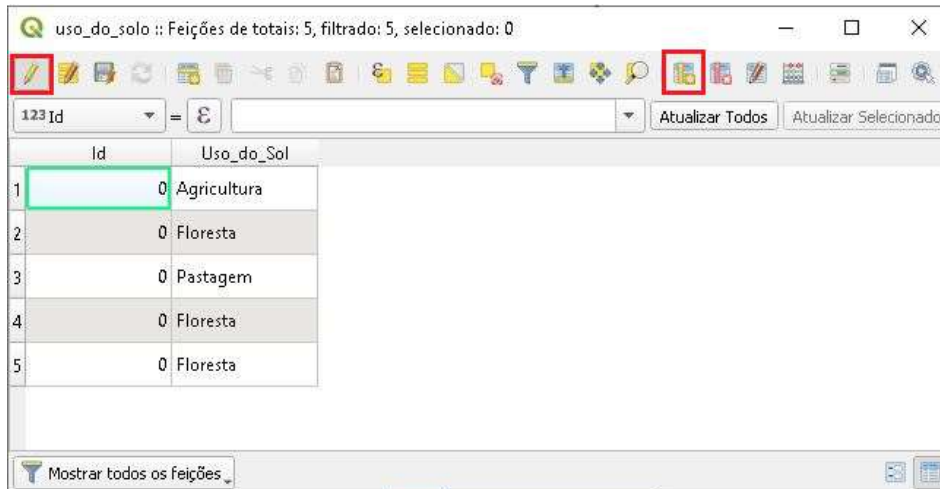 uso_do_solo :: Feições de totais: 5, filtrado: 5, selecionado: 0
123 Id = ε Atualizar Todos Atualizar Selecionado
Id Uso_do_Sol
1 0 Agricultura
2 0 Floresta
3 0 Pastagem
4 0 Floresta
5 0 Floresta
Mostrar todos os feições